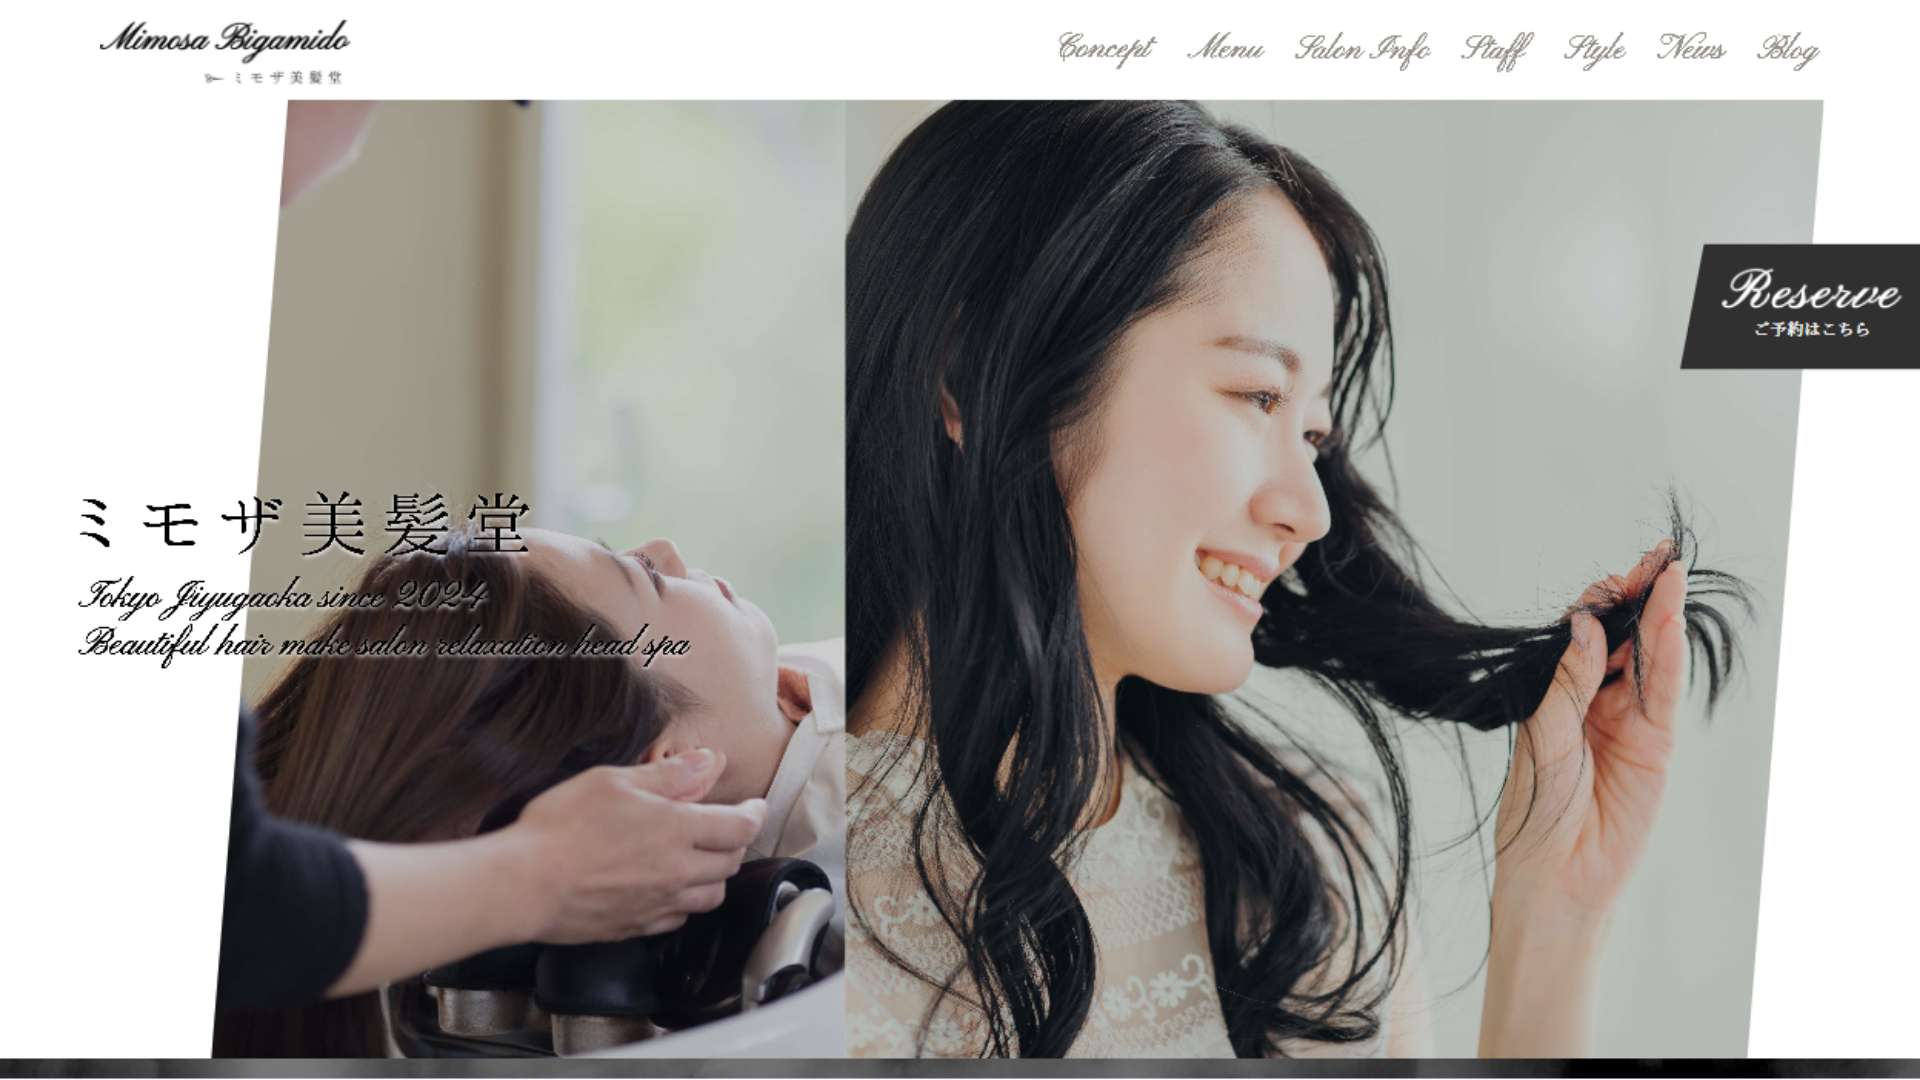 Mimosa Bigamido
ミモザ美髪堂
Concept Menu Salon Info Staff Style News Blog
Reserve
ご予約はこちら
ミモザ美髪堂
Tokyo Jiyugaoka since 2024
Beautiful hair make salon relaxation head spa